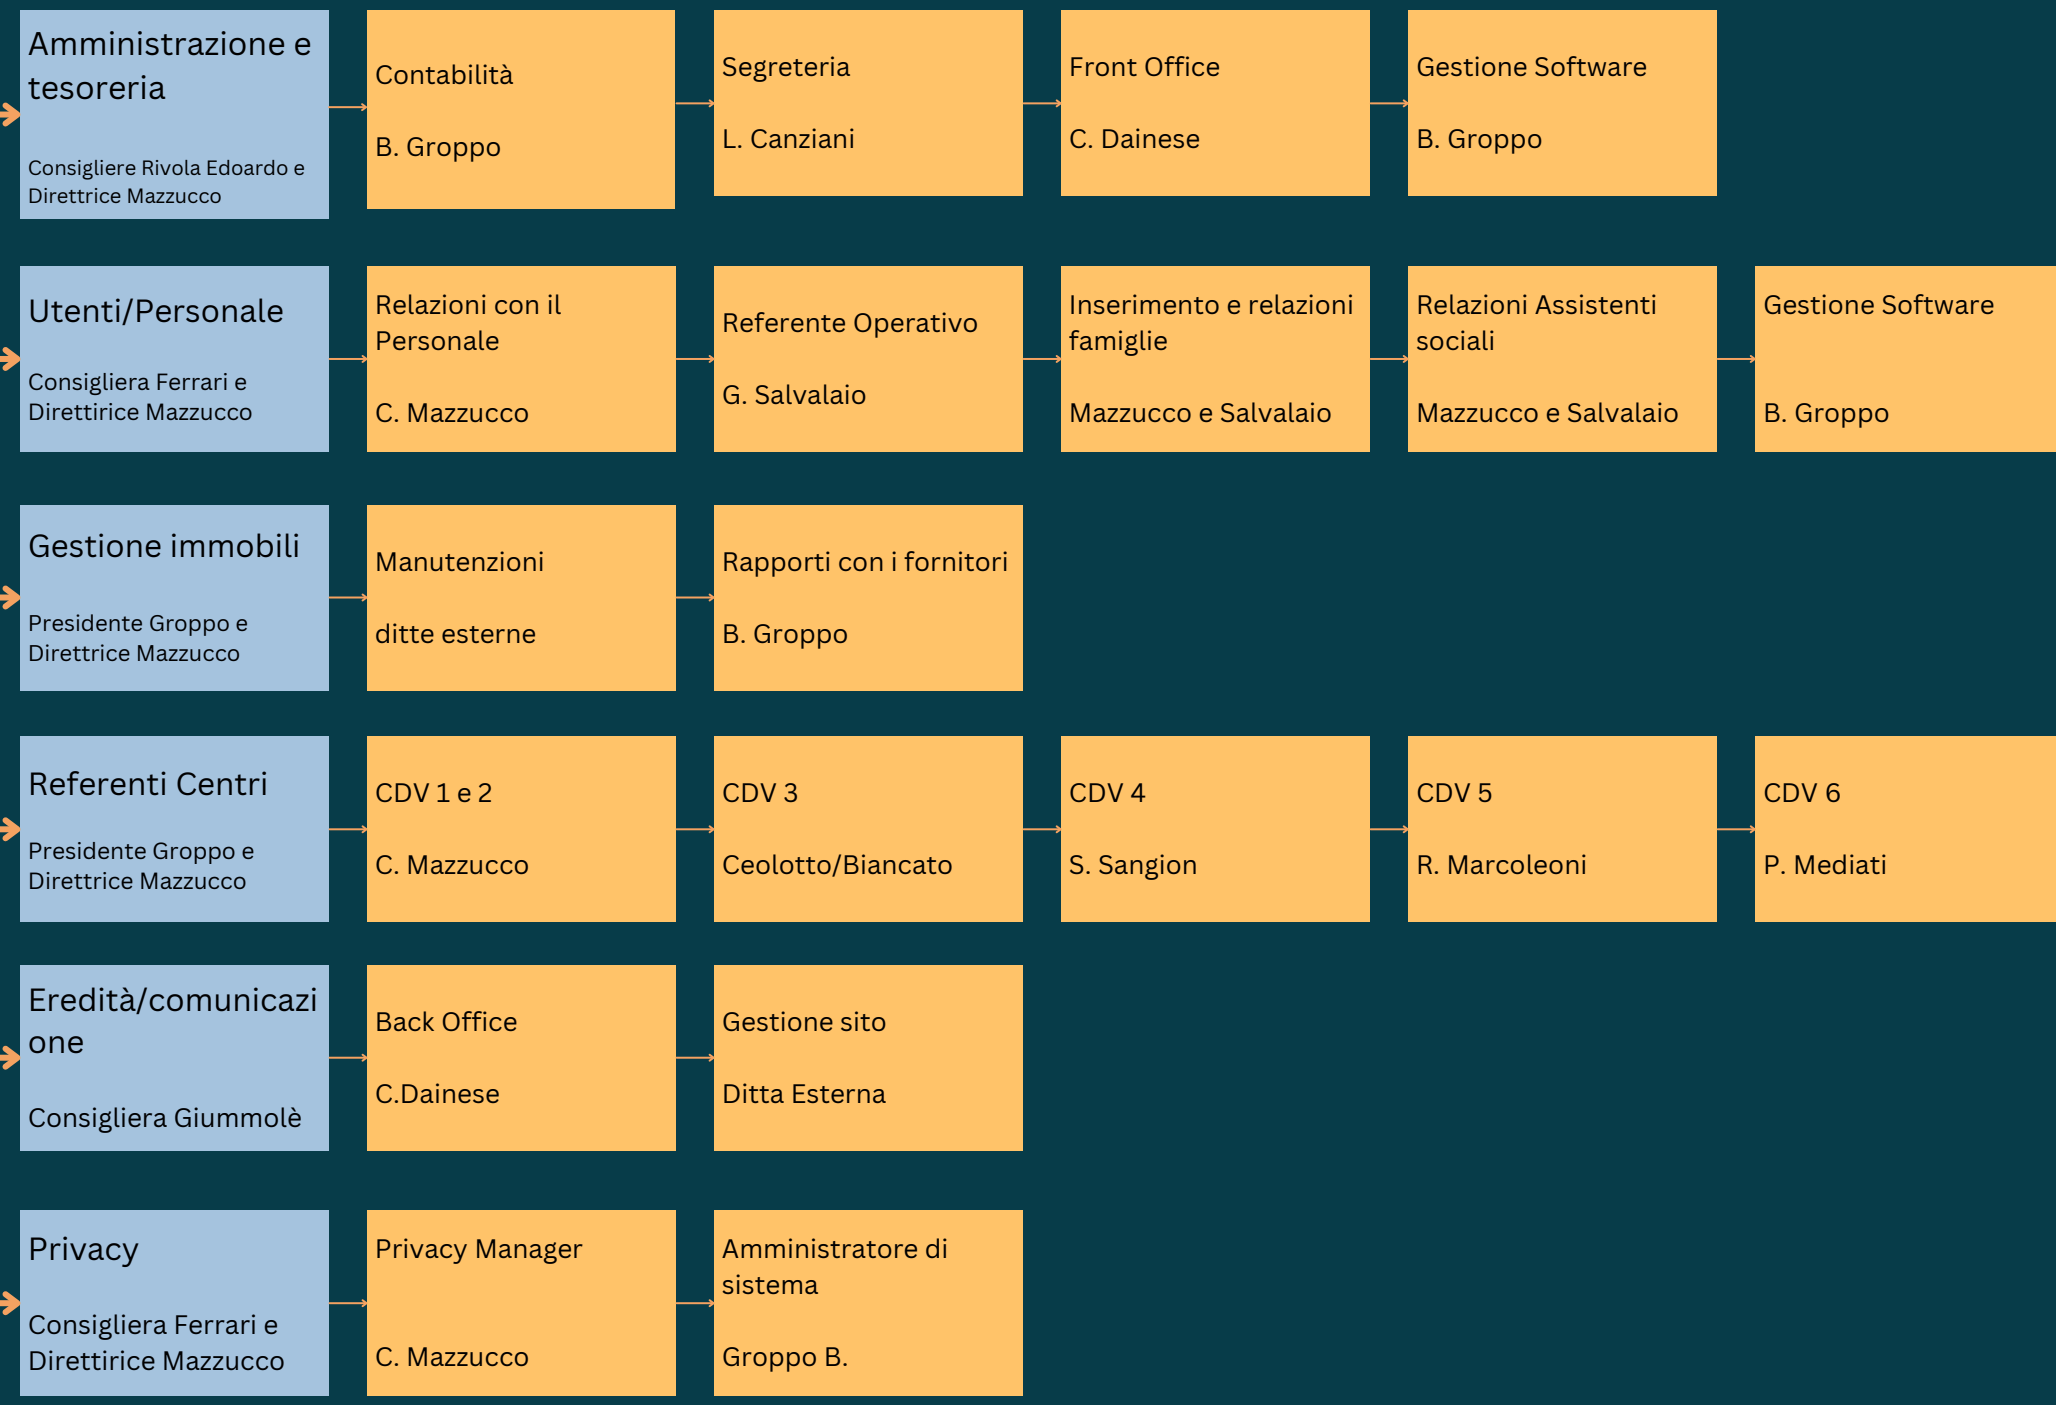 Amministrazione e
tesoreria
Consigliere Rivola Edoardo e
Direttrice Mazzucco
Contabilità
B. Groppo
Segreteria
L. Canziani
Front Office
C. Dainese
Gestione Software
B. Groppo
Utenti/Personale
Consigliera Ferrari e
Direttirice Mazzucco
Relazioni con il
Personale
C. Mazzucco
Referente Operativo
G. Salvalaio
Inserimento e relazioni
famiglie
Mazzucco e Salvalaio
Relazioni Assistenti
sociali
Mazzucco e Salvalaio
Gestione Software
B. Groppo
Gestione immobili
Presidente Groppo e
Direttrice Mazzucco
Manutenzioni
ditte esterne
Rapporti con i fornitori
B. Groppo
Referenti Centri
Presidente Groppo e
Direttrice Mazzucco
CDV 1 e 2
C. Mazzucco
CDV 3
Ceolotto/Biancato
CDV 4
S. Sangion
CDV 5
R. Marcoleoni
CDV 6
P. Mediati
Eredità/comunicazi
one
Consigliera Giummolè
Back Office
C.Dainese
Gestione sito
Ditta Esterna
Privacy
Consigliera Ferrari e
Direttirice Mazzucco
Privacy Manager
C. Mazzucco
Amministratore di
sistema
Groppo B.